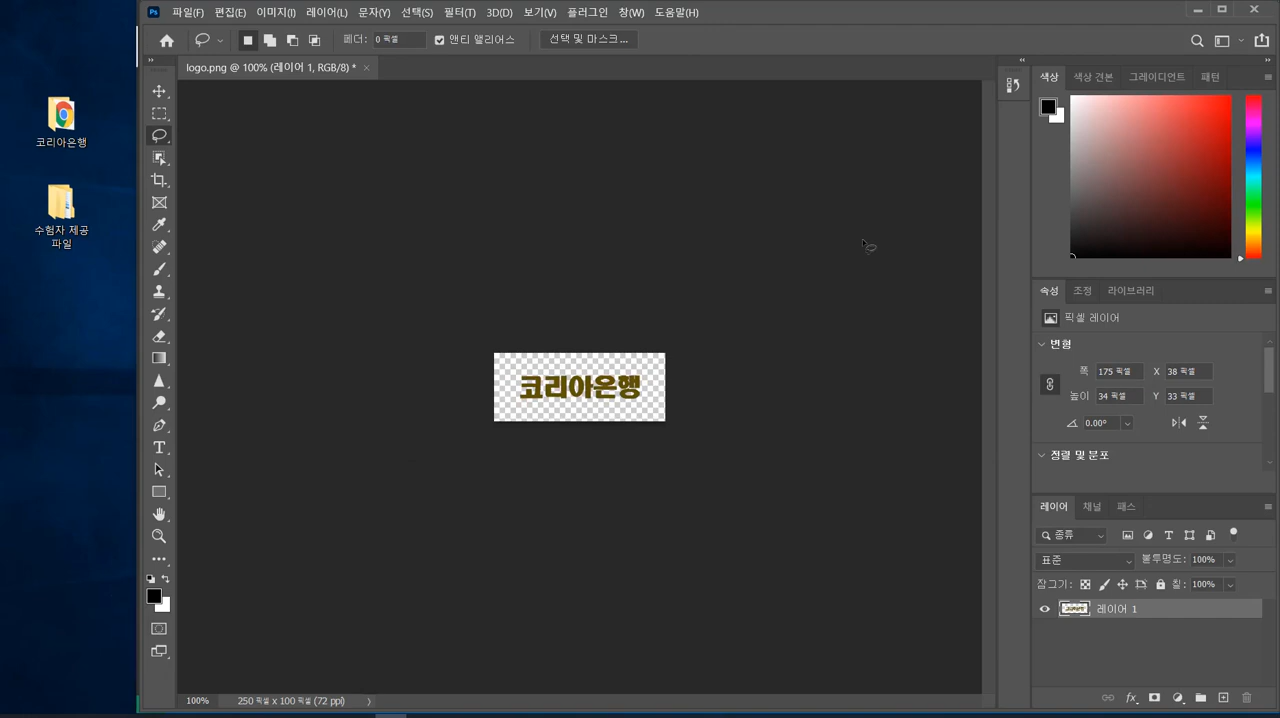 파일(F) 편집(E) 이미지(I) 레이어(L) 문자(Y) 선택(S) 필터(T) 3D(D) 보기(V) 플러그인 창(W) 도움말(H)
페더: 0 픽셀 앤티 앨리어스 선택 및 마스크...
logo.png @ 100% (레이어 1, RGB/8) *
코리아은행
수험자 제공
파일
코리아은행
색상 색상 견본 그레이디언트 패턴
속성 조정 라이브러리
픽셀 레이어
변형
폭 175 픽셀 X 38 픽셀
높이 34 픽셀 Y 33 픽셀
0.00°
정렬 및 분포
레이어 채널 패스
종류
표준 불투명도: 100%
잠그기: 칠: 100%
레이어 1
100% 250 픽셀 x 100 픽셀 (72 ppi)